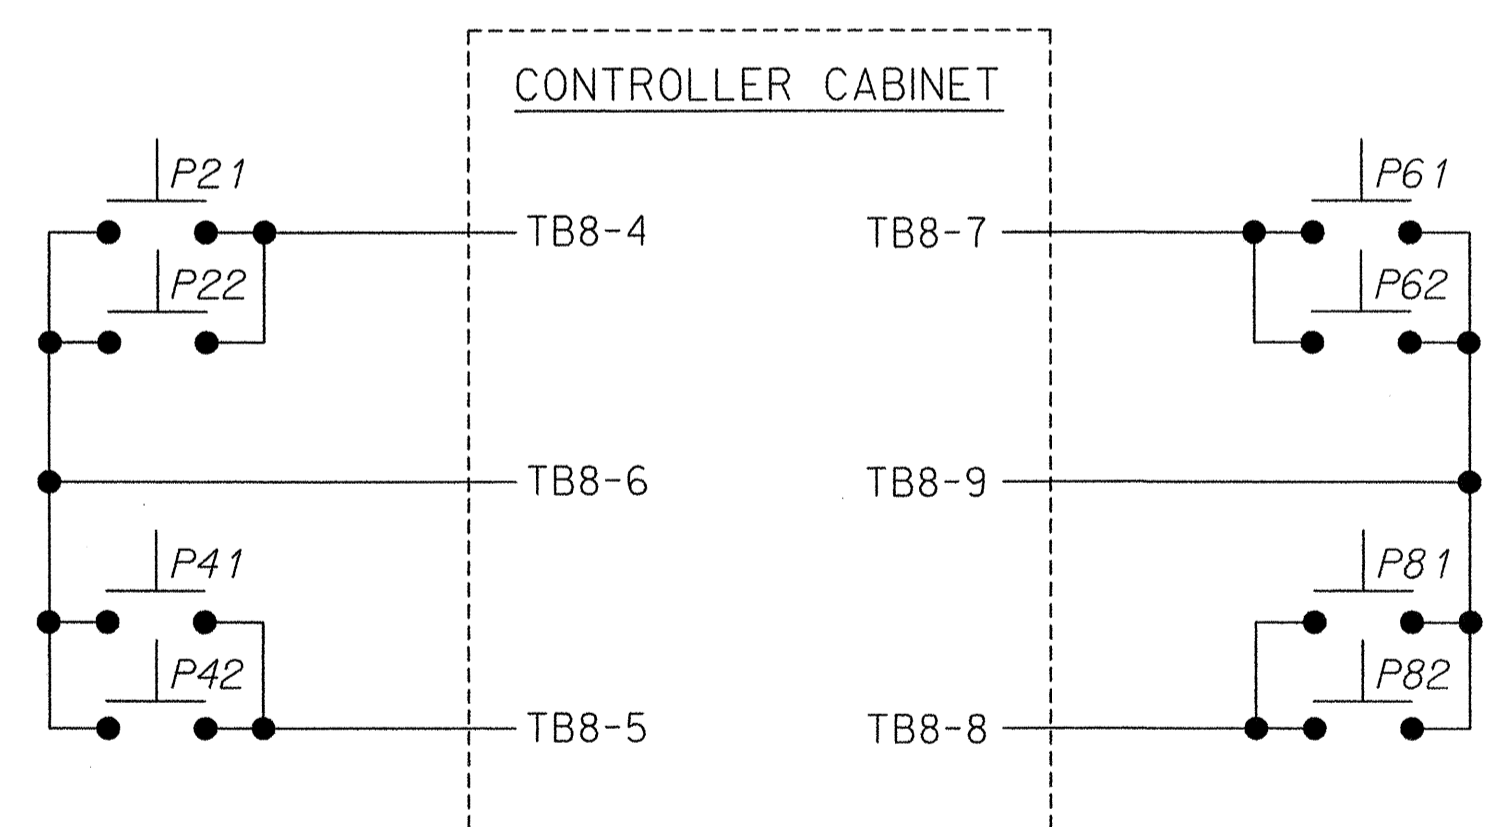 CONTROLLER CABINET
P21
P61
TB8-4
TB8-7
P22
P62
TB8-6
TB8-9
P41
P81
P42
P82
TB8-5
TB8-8